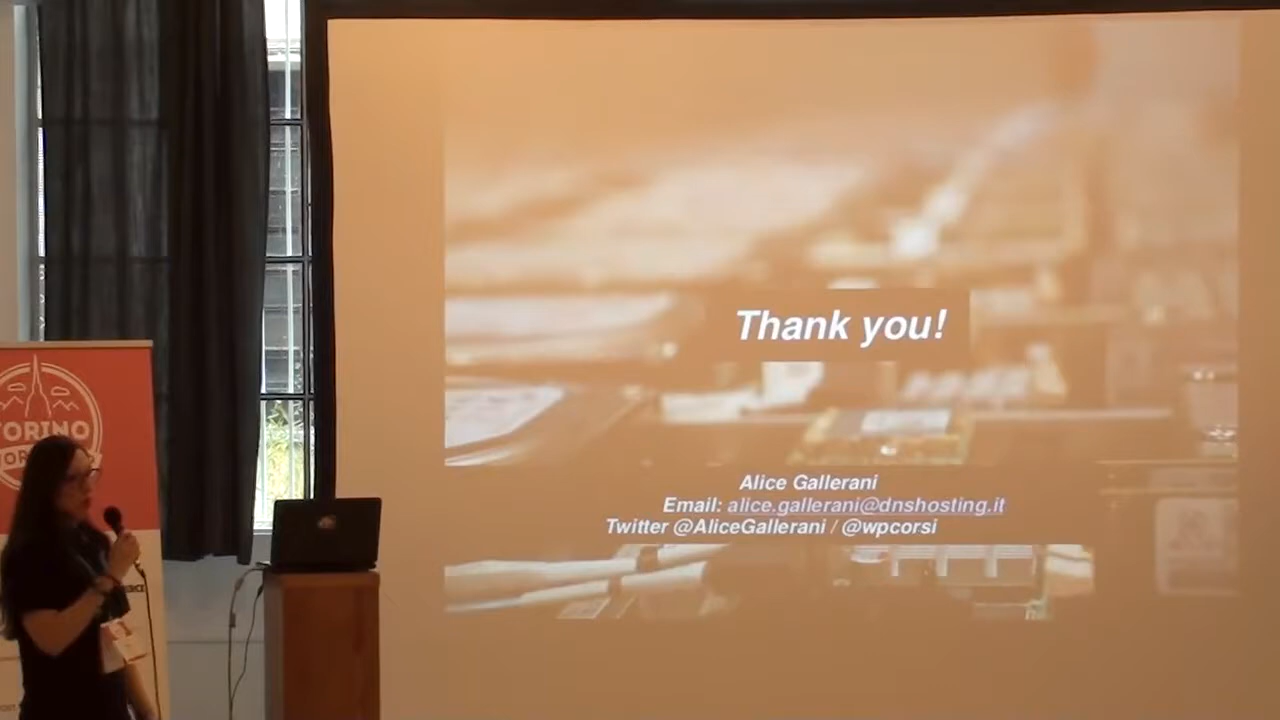 Thank you!
Alice Gallerani
Email: alice.gallerani@dnshosting.it
Twitter @AliceGallerani / @wpcorsi
TORINO